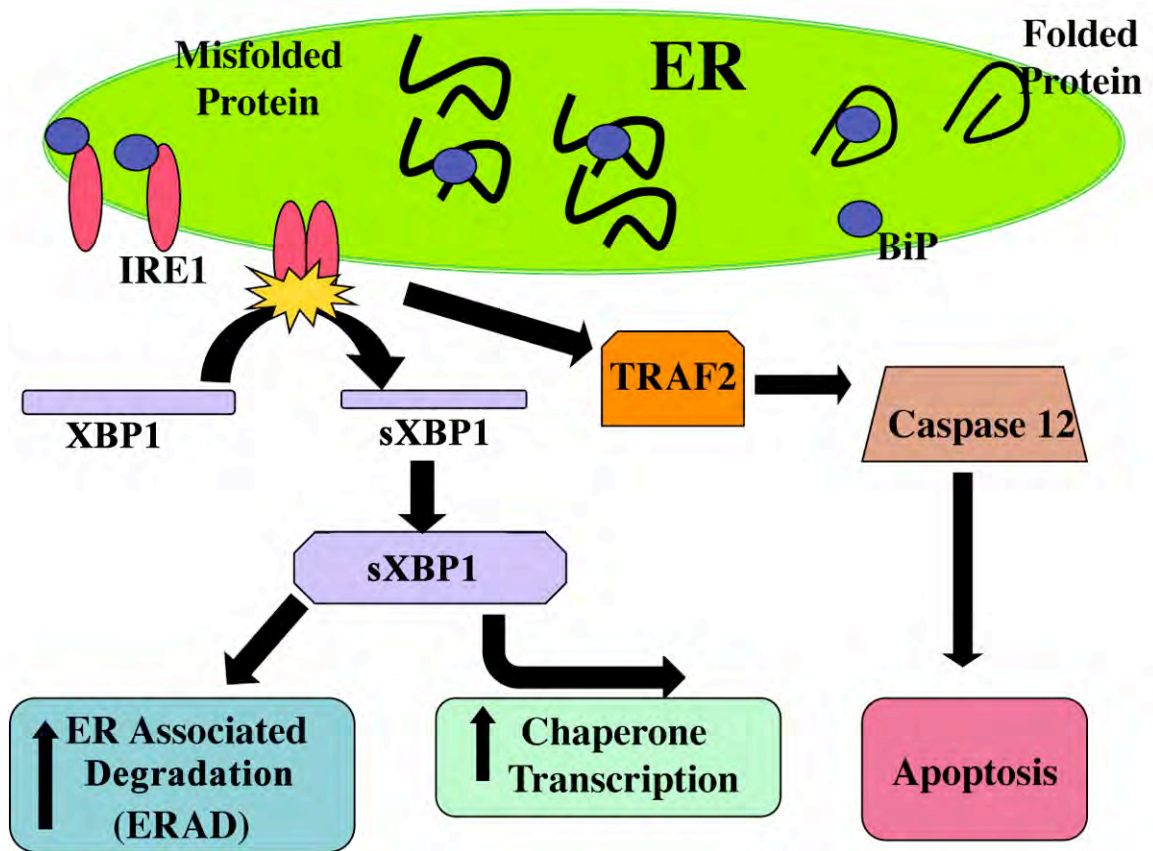 Misfolded
Protein
ER
Folded
Protein
IRE1
BiP
XBP1
sXBP1
TRAF2
Caspase 12
sXBP1
ER Associated
Degradation
(ERAD)
Chaperone
Transcription
Apoptosis